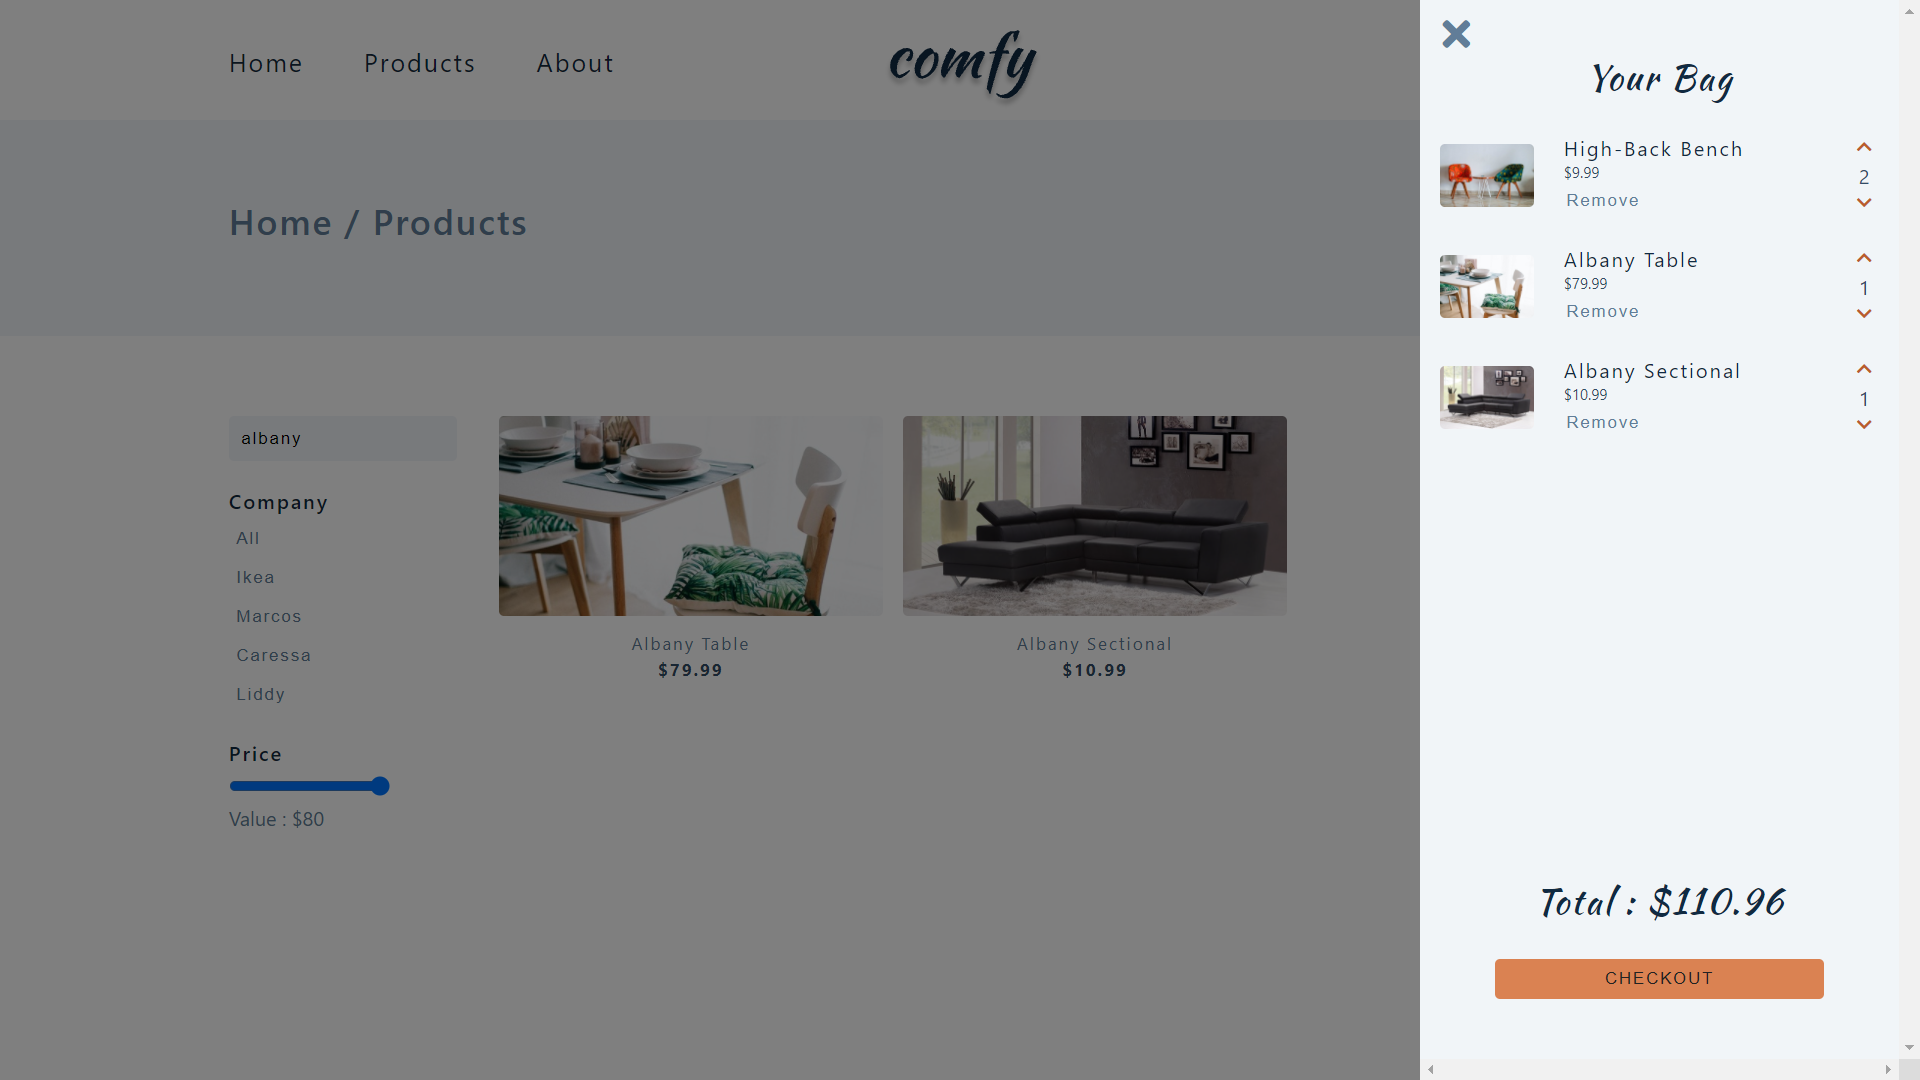 Home Products About
comfy
Home / Products
albany
Company
All
Ikea
Marcos
Caressa
Liddy
Price
Value : $80
Albany Table
$79.99
Albany Sectional
$10.99
Your Bag
High-Back Bench
$9.99
Remove
2
Albany Table
$79.99
Remove
1
Albany Sectional
$10.99
Remove
1
Total : $110.96
CHECKOUT